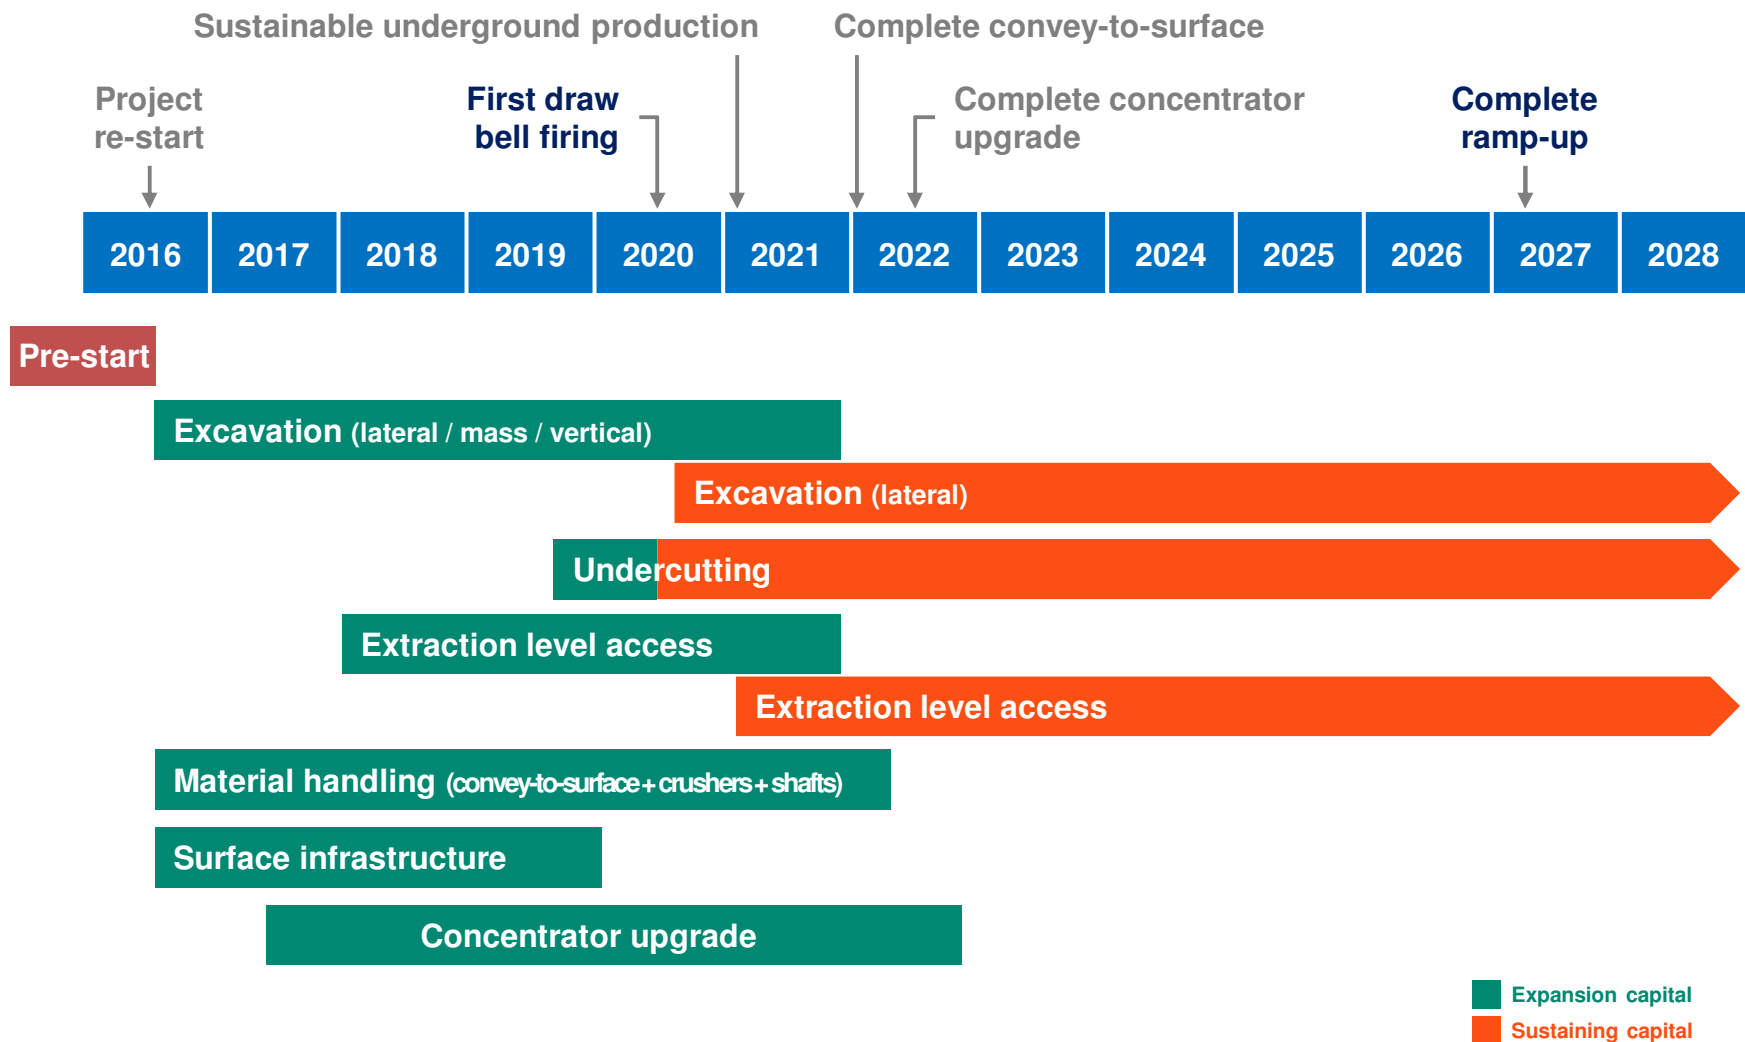 Sustainable underground production
Complete convey-to-surface
Project
re-start
First draw
bell firing
Complete concentrator
upgrade
Complete
ramp-up
2016 2017 2018 2019 2020 2021 2022 2023 2024 2025 2026 2027 2028
Pre-start
Excavation (lateral / mass / vertical)
Excavation (lateral)
Undercutting
Extraction level access
Extraction level access
Material handling (convey-to-surface + crushers + shafts)
Surface infrastructure
Concentrator upgrade
Expansion capital
Sustaining capital